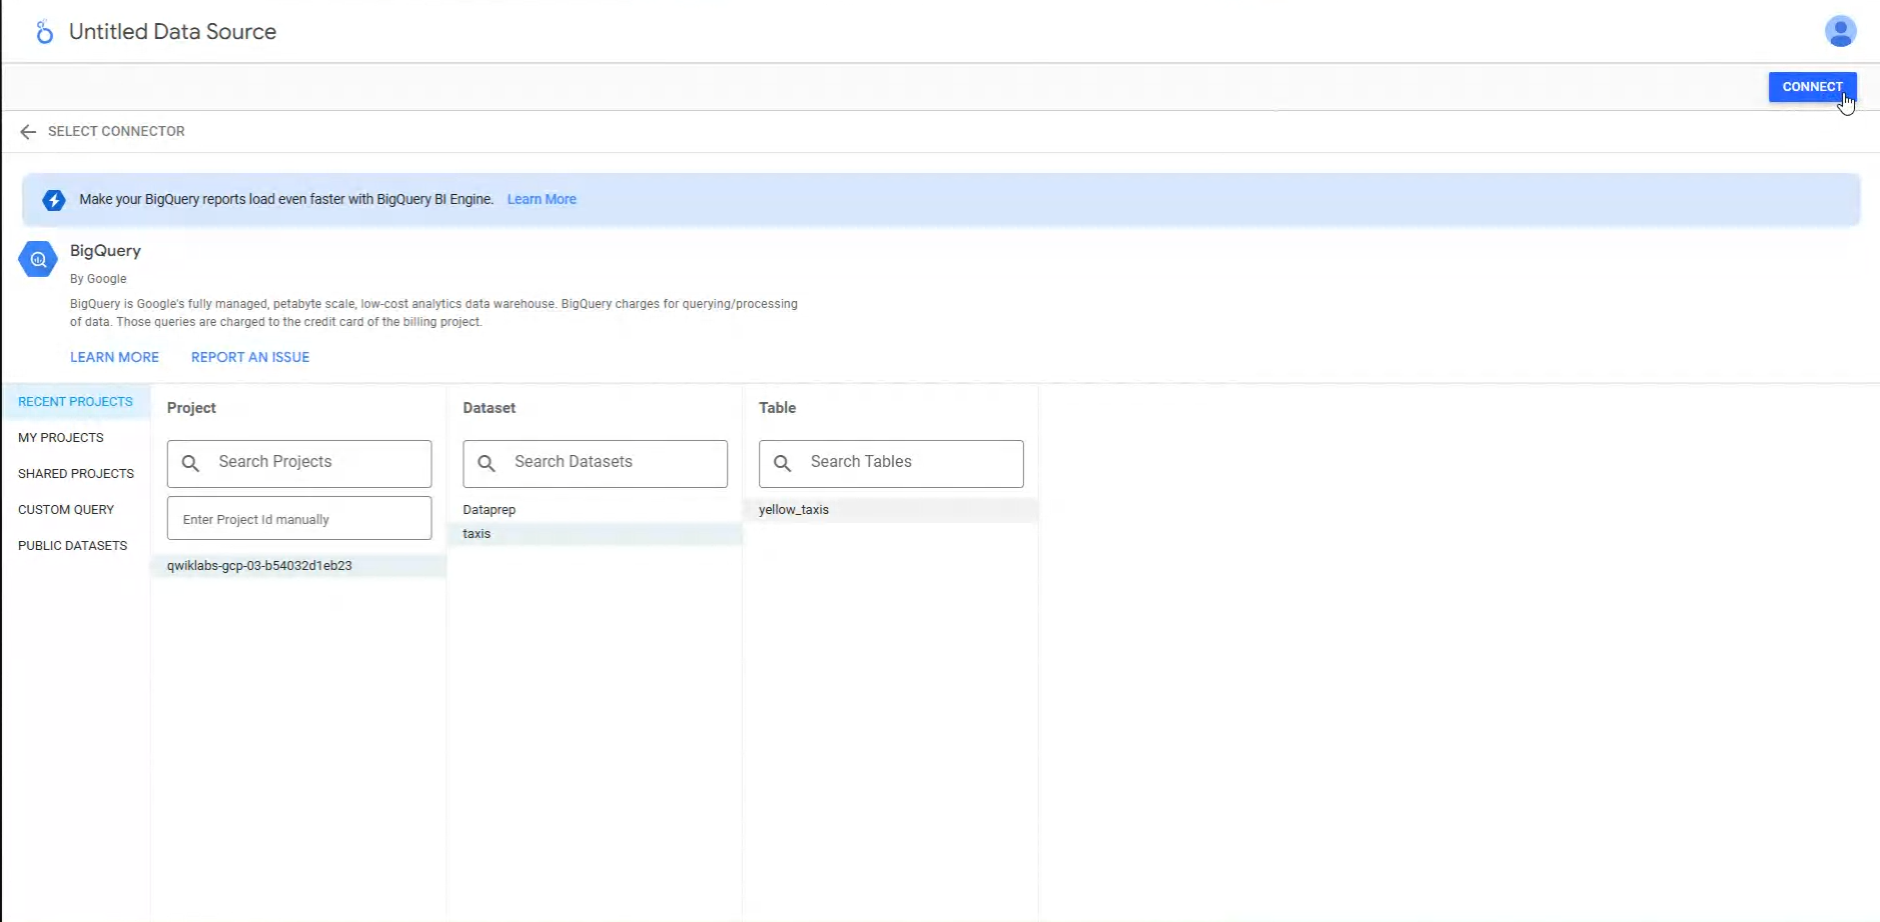 Untitled Data Source
CONNECT
SELECT CONNECTOR
Make your BigQuery reports load even faster with BigQuery BI Engine. Learn More
BigQuery
By Google
BigQuery is Google's fully managed, petabyte scale, low-cost analytics data warehouse. BigQuery charges for querying/processing
of data. Those queries are charged to the credit card of the billing project.
LEARN MORE REPORT AN ISSUE
RECENT PROJECTS
MY PROJECTS
SHARED PROJECTS
CUSTOM QUERY
PUBLIC DATASETS
Project
Search Projects
Enter Project Id manually
qwiklabs-gcp-03-b54032d1eb23
Dataset
Search Datasets
Dataprep
taxis
Table
Search Tables
yellow_taxis